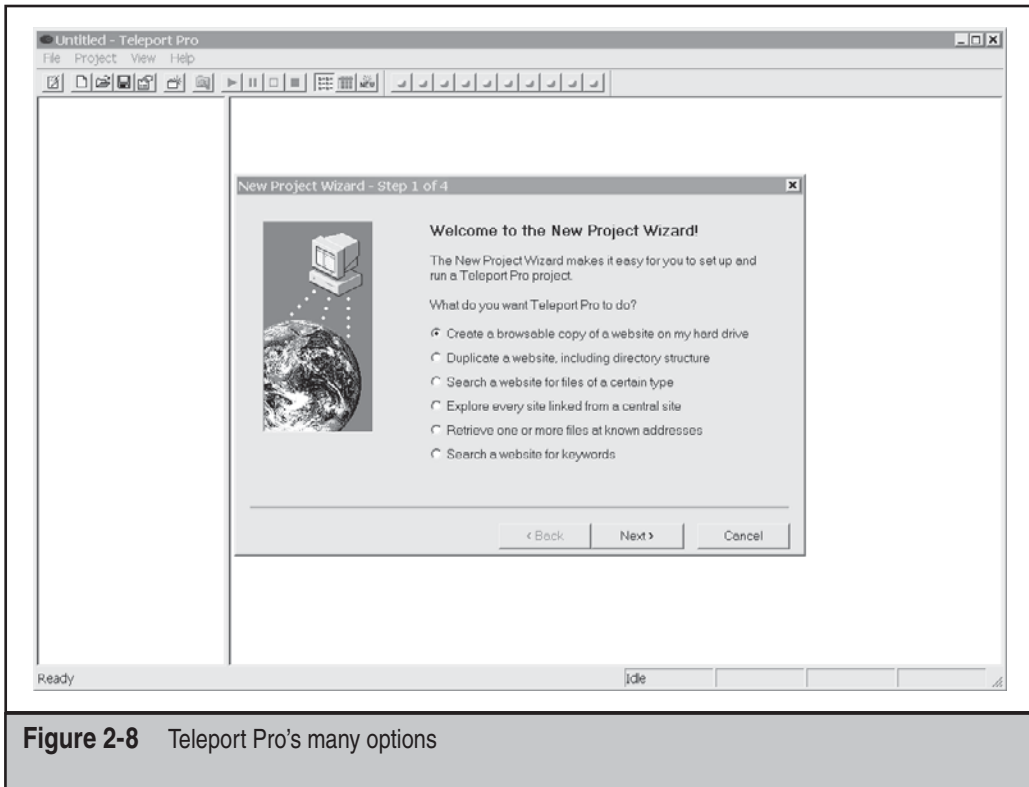 Untitled - Teleport Pro
File Project View Help
New Project Wizard - Step 1 of 4
Welcome to the New Project Wizard!
The New Project Wizard makes it easy for you to set up and
run a Teleport Pro project.
What do you want Teleport Pro to do?
Create a browsable copy of a website on my hard drive
Duplicate a website, including directory structure
Search a website for files of a certain type
Explore every site linked from a central site
Retrieve one or more files at known addresses
Search a website for keywords
< Back Next > Cancel
Ready Idle
Figure 2-8 Teleport Pro's many options